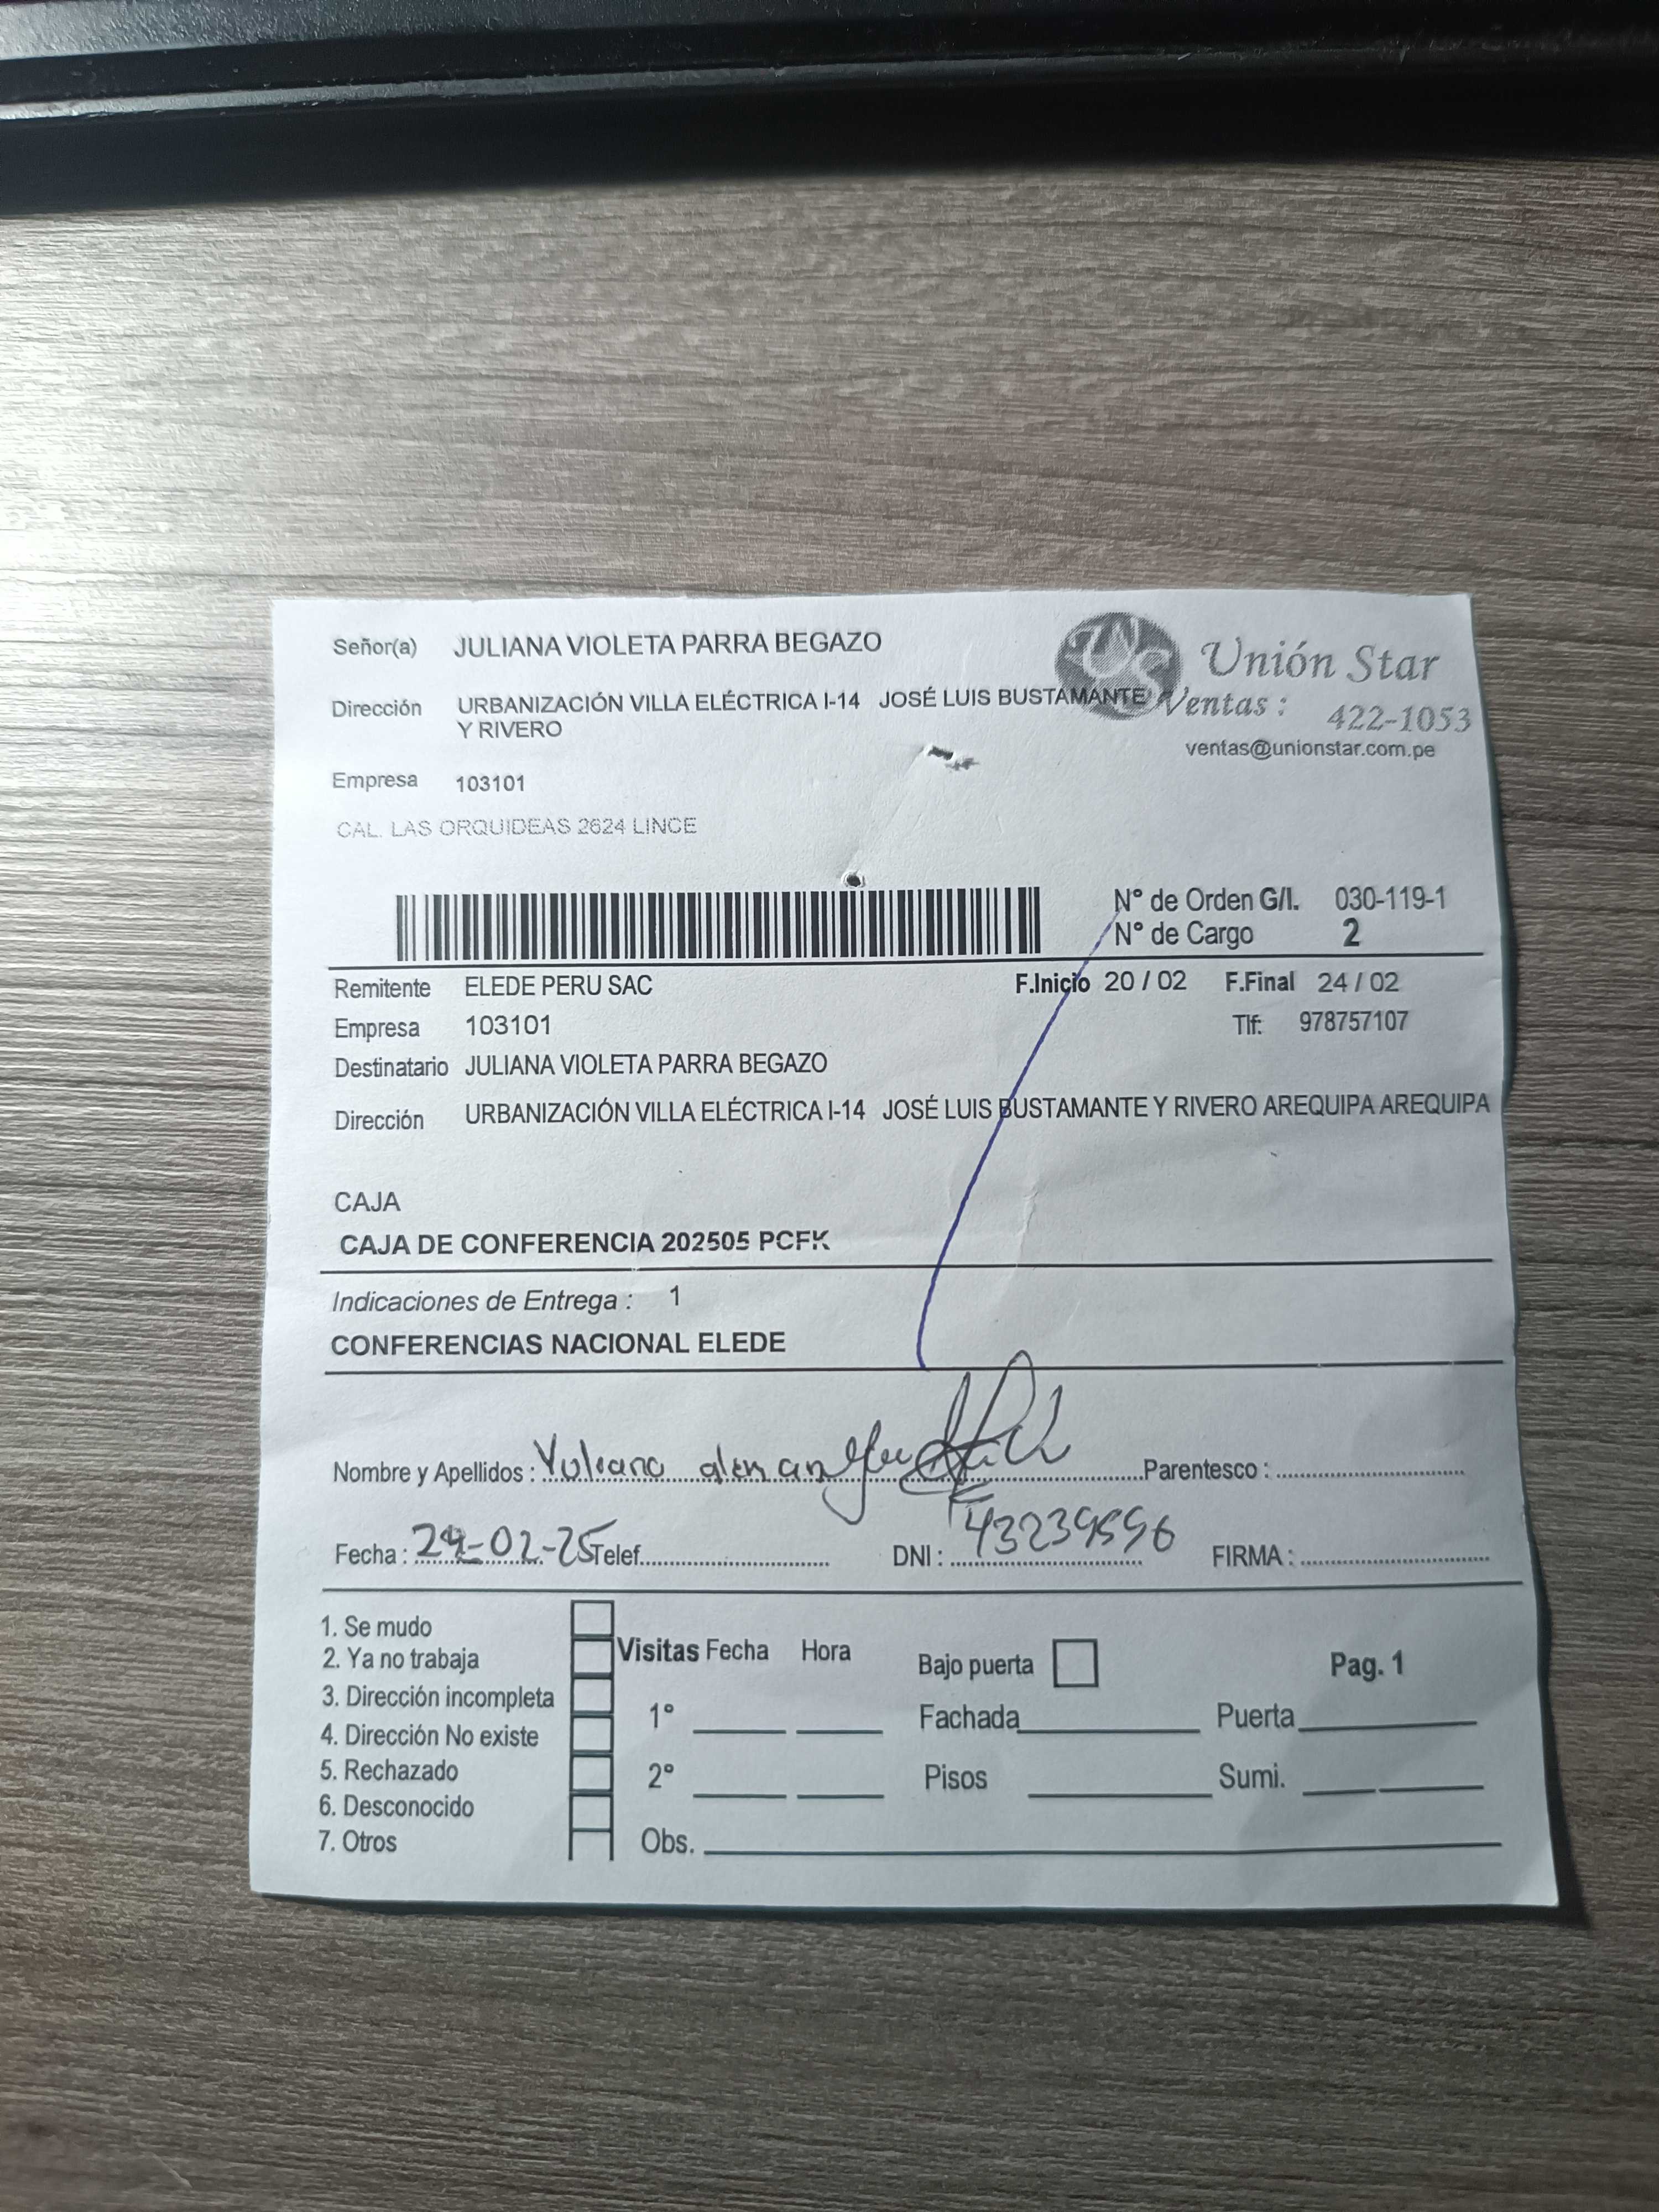 Señor(a) JULIANA VIOLETA PARRA BEGAZO
Unión Star
Dirección URBANIZACIÓN VILLA ELÉCTRICA I-14 JOSÉ LUIS BUSTAMANTE
Y RIVERO
Ventas : 422-1053
ventas@unionstar.com.pe
Empresa 103101
CAL. LAS ORQUIDEAS 2624 LINCE
N° de Orden G/I. 030-119-1
N° de Cargo 2
Remitente ELEDE PERU SAC F.Inicio 20 / 02 F.Final 24 / 02
Empresa 103101 Tlf: 978757107
Destinatario JULIANA VIOLETA PARRA BEGAZO
Dirección URBANIZACIÓN VILLA ELÉCTRICA I-14 JOSÉ LUIS BUSTAMANTE Y RIVERO AREQUIPA AREQUIPA
CAJA
CAJA DE CONFERENCIA 202505 PCFK
Indicaciones de Entrega : 1
CONFERENCIAS NACIONAL ELEDE
Nombre y Apellidos : Parentesco :
Fecha : 24-02-25 Telef. DNI : 43239596 FIRMA :
1. Se mudo
2. Ya no trabaja
3. Dirección incompleta
4. Dirección No existe
5. Rechazado
6. Desconocido
7. Otros
Visitas Fecha Hora
1°
2°
Obs.
Bajo puerta Pag. 1
Fachada Puerta
Pisos Sumi.